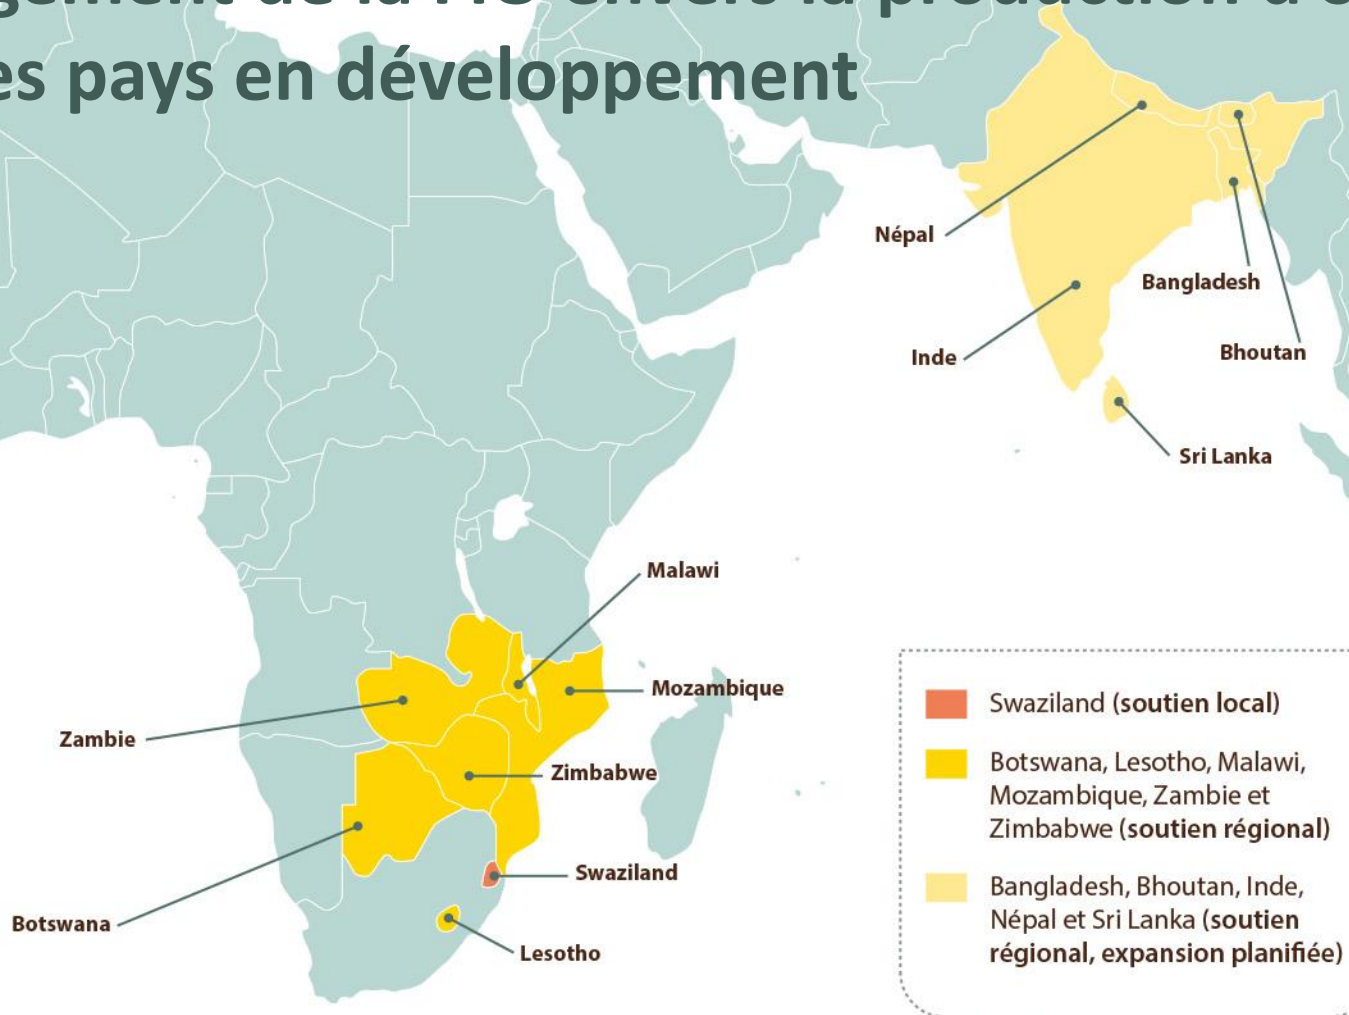 es pays en développement
Népal
Bangladesh
Inde
Bhoutan
Sri Lanka
Malawi
Mozambique
Zambie
Zimbabwe
Swaziland
Botswana
Lesotho
Swaziland (soutien local)
Botswana, Lesotho, Malawi,
Mozambique, Zambie et
Zimbabwe (soutien régional)
Bangladesh, Bhoutan, Inde,
Népal et Sri Lanka (soutien
régional, expansion planifiée)